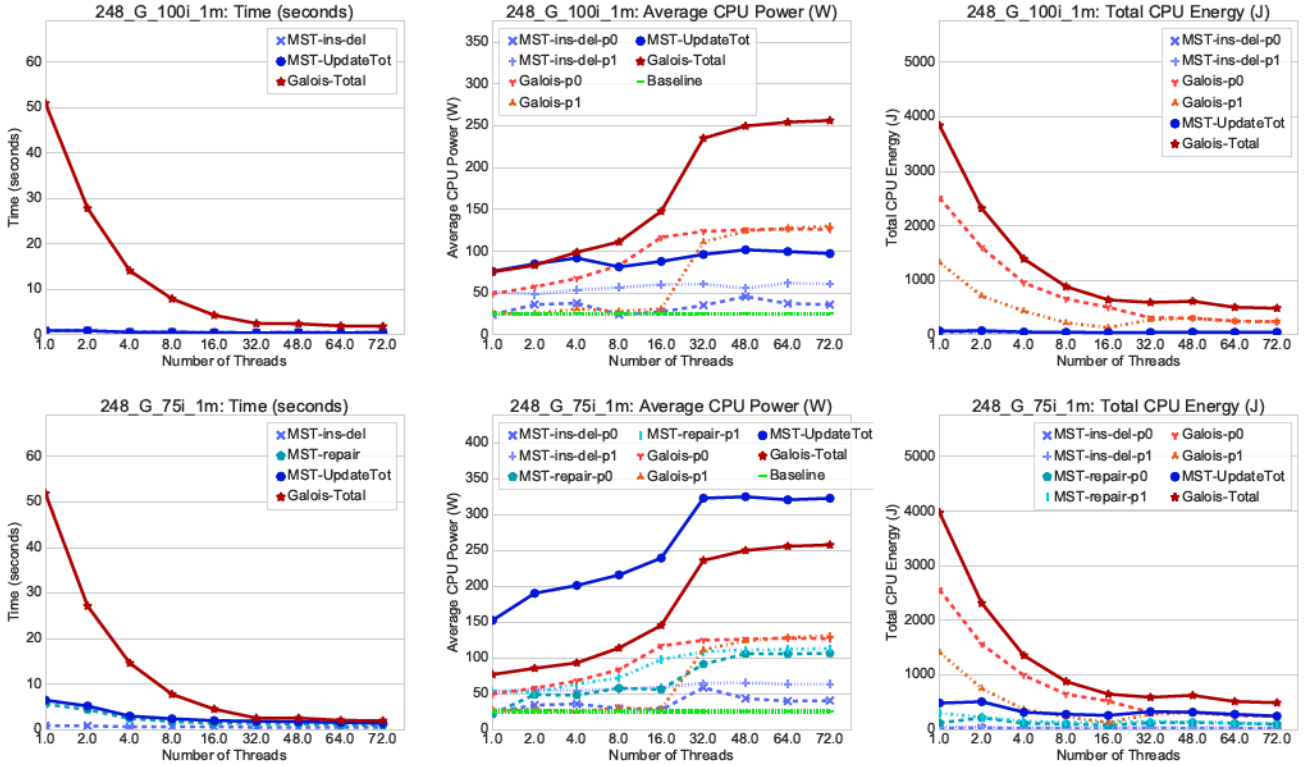 248_G_100i_1m: Time (seconds)
Time (seconds)
60
50
40
30
20
10
0
MST-ins-del
MST-UpdateTot
Galois-Total
1.0 2.0 4.0 8.0 16.0 32.0 48.0 64.0 72.0
Number of Threads
248_G_100i_1m: Average CPU Power (W)
Average CPU Power (W)
350
300
250
200
150
100
50
0
MST-ins-del-p0
MST-ins-del-p1
Galois-p0
Galois-p1
MST-UpdateTot
Galois-Total
Baseline
1.0 2.0 4.0 8.0 16.0 32.0 48.0 64.0 72.0
Number of Threads
248_G_100i_1m: Total CPU Energy (J)
Total CPU Energy (J)
5000
4000
3000
2000
1000
0
MST-ins-del-p0
MST-ins-del-p1
Galois-p0
Galois-p1
MST-UpdateTot
Galois-Total
1.0 2.0 4.0 8.0 16.0 32.0 48.0 64.0 72.0
Number of Threads
248_G_75i_1m: Time (seconds)
Time (seconds)
60
50
40
30
20
10
0
MST-ins-del
MST-repair
MST-UpdateTot
Galois-Total
1.0 2.0 4.0 8.0 16.0 32.0 48.0 64.0 72.0
Number of Threads
248_G_75i_1m: Average CPU Power (W)
Average CPU Power (W)
400
350
300
250
200
150
100
50
0
MST-ins-del-p0
MST-ins-del-p1
MST-repair-p0
MST-repair-p1
Galois-p0
Galois-p1
MST-UpdateTot
Galois-Total
Baseline
1.0 2.0 4.0 8.0 16.0 32.0 48.0 64.0 72.0
Number of Threads
248_G_75i_1m: Total CPU Energy (J)
Total CPU Energy (J)
5000
4000
3000
2000
1000
0
MST-ins-del-p0
MST-ins-del-p1
MST-repair-p0
MST-repair-p1
Galois-p0
Galois-p1
MST-UpdateTot
Galois-Total
1.0 2.0 4.0 8.0 16.0 32.0 48.0 64.0 72.0
Number of Threads